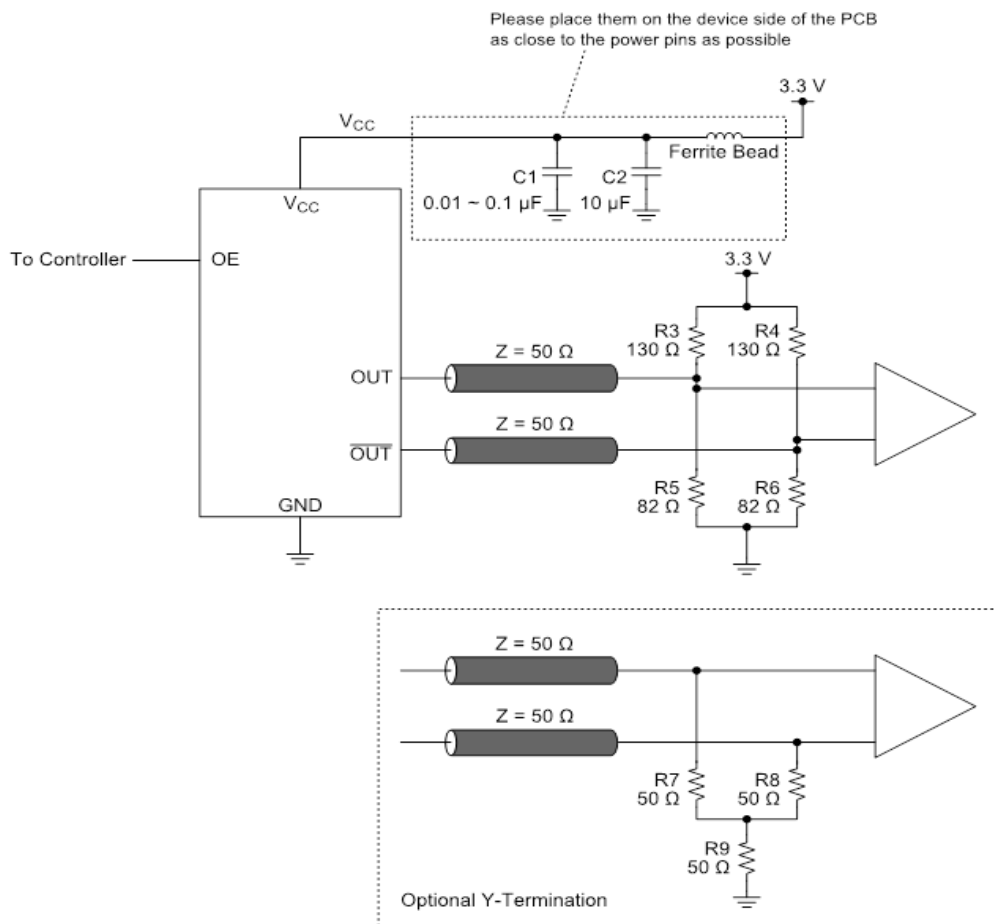 Please place them on the device side of the PCB
as close to the power pins as possible
3.3 V
VCC
Ferrite Bead
C1
0.01 ~ 0.1 µF
C2
10 µF
VCC
To Controller
OE
3.3 V
R3
130 Ω
R4
130 Ω
Z = 50 Ω
OUT
Z = 50 Ω
OUT
R5
82 Ω
R6
82 Ω
GND
Z = 50 Ω
Z = 50 Ω
R7
50 Ω
R8
50 Ω
R9
50 Ω
Optional Y-Termination